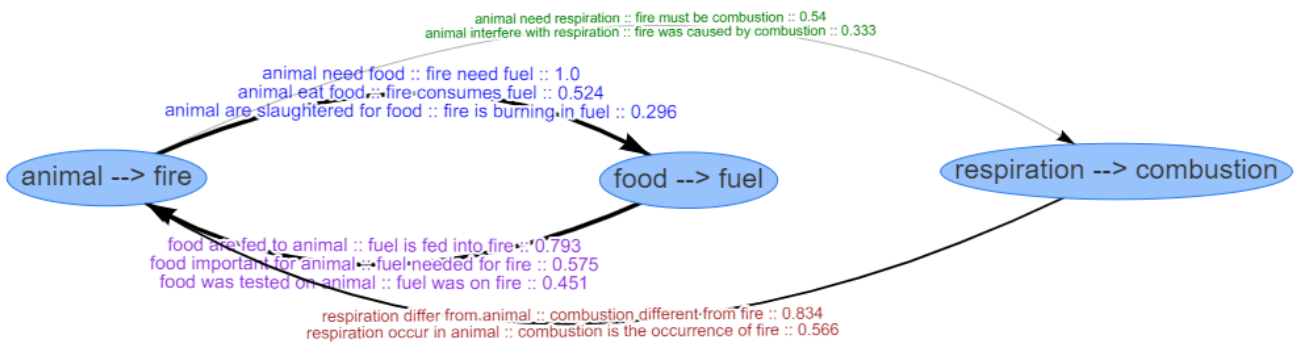 animal need respiration :: fire must be combustion :: 0.54
animal interfere with respiration :: fire was caused by combustion :: 0.333
animal need food :: fire need fuel :: 1.0
animal eat food :: fire consumes fuel :: 0.524
animal are slaughtered for food :: fire is burning in fuel :: 0.296
animal --> fire
food --> fuel
respiration --> combustion
food are fed to animal :: fuel is fed into fire :: 0.793
food important for animal :: fuel needed for fire :: 0.575
food was tested on animal :: fuel was on fire :: 0.451
respiration differ from animal :: combustion different from fire :: 0.834
respiration occur in animal :: combustion is the occurrence of fire :: 0.566